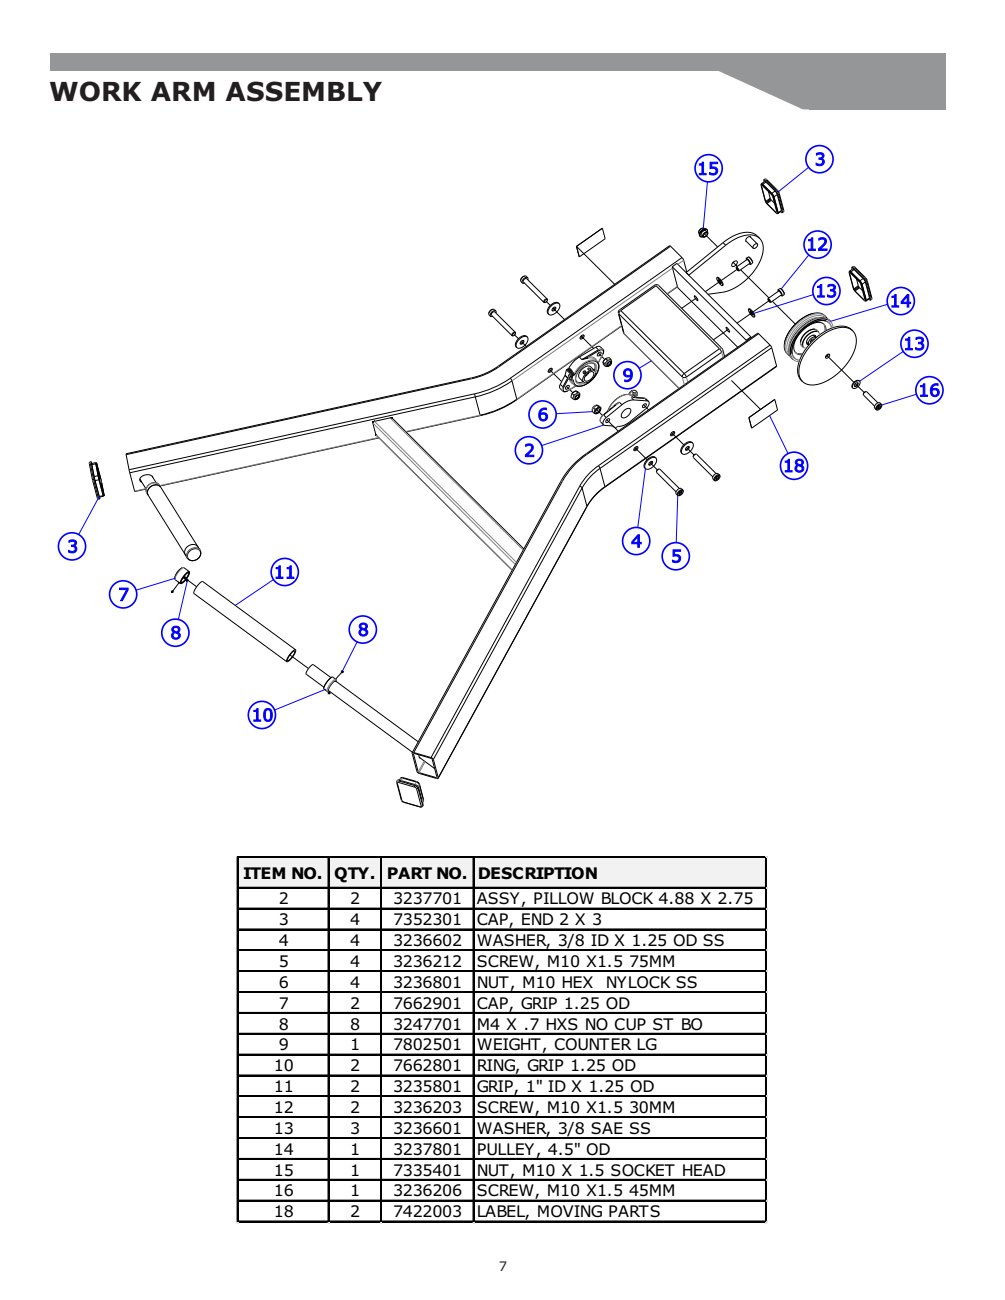 WORK ARM ASSEMBLY
3
15
12
13
14
13
9
16
6
2
18
3
4
5
11
7
8
8
10
ITEM NO. QTY. PART NO. DESCRIPTION
2 2 3237701 ASSY, PILLOW BLOCK 4.88 X 2.75
3 4 7352301 CAP, END 2 X 3
4 4 3236602 WASHER, 3/8 ID X 1.25 OD SS
5 4 3236212 SCREW, M10 X1.5 75MM
6 4 3236801 NUT, M10 HEX  NYLOCK SS
7 2 7662901 CAP, GRIP 1.25 OD
8 8 3247701 M4 X .7 HXS NO CUP ST BO
9 1 7802501 WEIGHT, COUNTER LG
10 2 7662801 RING, GRIP 1.25 OD
11 2 3235801 GRIP, 1" ID X 1.25 OD
12 2 3236203 SCREW, M10 X1.5 30MM
13 3 3236601 WASHER, 3/8 SAE SS
14 1 3237801 PULLEY, 4.5" OD
15 1 7335401 NUT, M10 X 1.5 SOCKET HEAD
16 1 3236206 SCREW, M10 X1.5 45MM
18 2 7422003 LABEL, MOVING PARTS
7